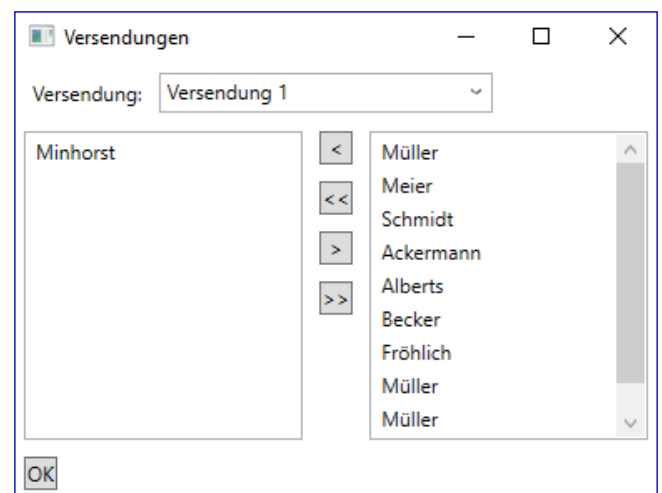 Versendungen
Versendung: Versendung 1
Minhorst
<
<<
>
>>
Müller
Meier
Schmidt
Ackermann
Alberts
Becker
Fröhlich
Müller
Müller
OK